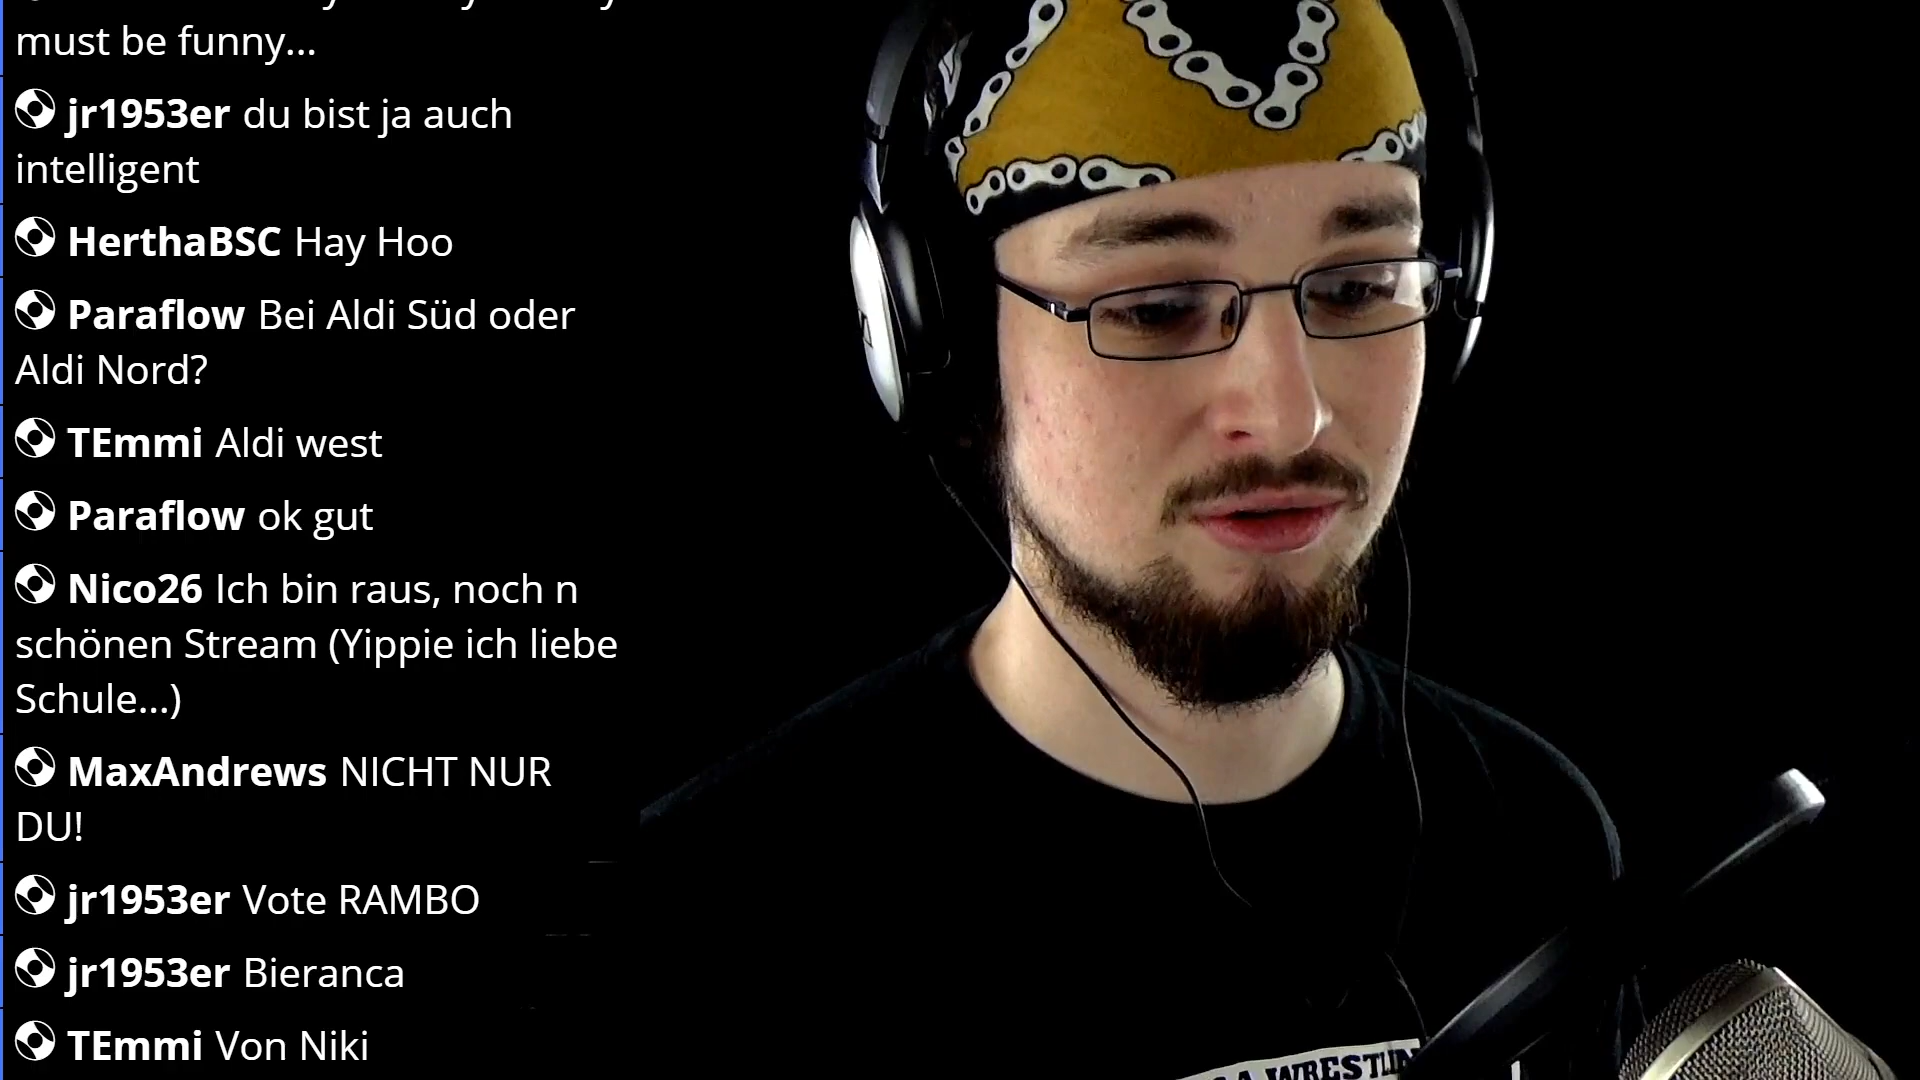 must be funny...
jr1953er du bist ja auch
intelligent
HerthaBSC Hay Hoo
Paraflow Bei Aldi Süd oder
Aldi Nord?
TEmmi Aldi west
Paraflow ok gut
Nico26 Ich bin raus, noch n
schönen Stream (Yippie ich liebe
Schule...)
MaxAndrews NICHT NUR
DU!
jr1953er Vote RAMBO
jr1953er Bieranca
TEmmi Von Niki